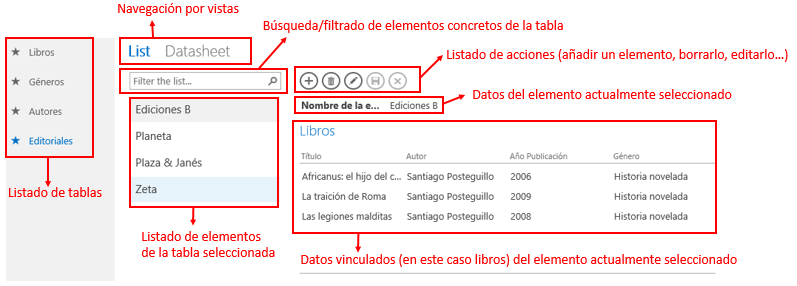 Navegación por vistas
Búsqueda/filtrado de elementos concretos de la tabla
Libros
List Datasheet
Listado de acciones (añadir un elemento, borrarlo, editarlo...)
Géneros
Filter the list...
Datos del elemento actualmente seleccionado
Autores
Ediciones B
Nombre de la e... Ediciones B
Editoriales
Planeta
Libros
Plaza & Janés
Título Autor Año Publicación Género
Zeta
Africanus: el hijo del c... Santiago Posteguillo 2006 Historia novelada
Listado de tablas
La traición de Roma Santiago Posteguillo 2009 Historia novelada
Las legiones malditas Santiago Posteguillo 2008 Historia novelada
Listado de elementos
de la tabla seleccionada
Datos vinculados (en este caso libros) del elemento actualmente seleccionado